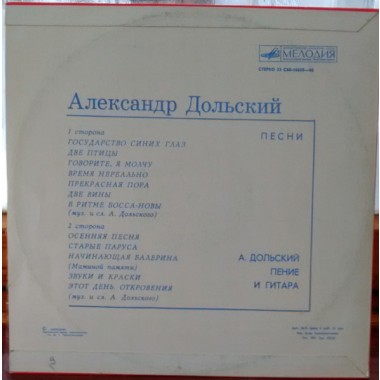 МЕЛОДИЯ
Александр Дольский
ПЕСНИ
1 сторона
ГОСУДАРСТВО СИНИХ ГЛАЗ
ДВЕ ПТИЦЫ
ГОВОРИТЕ, Я МОЛЧУ
ВРЕМЯ НЕРЕАЛЬНО
ПРЕКРАСНАЯ ПОРА
ДВЕ ВИНЫ
В РИТМЕ БОССА-НОВЫ
(муз. и сл. А. Дольского)
2 сторона
ОСЕННЯЯ ПЕСНЯ
СТАРЫЕ ПАРУСА
НАЧИНАЮЩАЯ БАЛЕРИНА
(Матиной памяти)
ЗВУКИ И КРАСКИ
ЭТОТ ДЕНЬ ОТКРОВЕНИЯ
(муз. и сл. А. Дольского)
А. ДОЛЬСКИЙ
ПЕНИЕ
И ГИТАРА